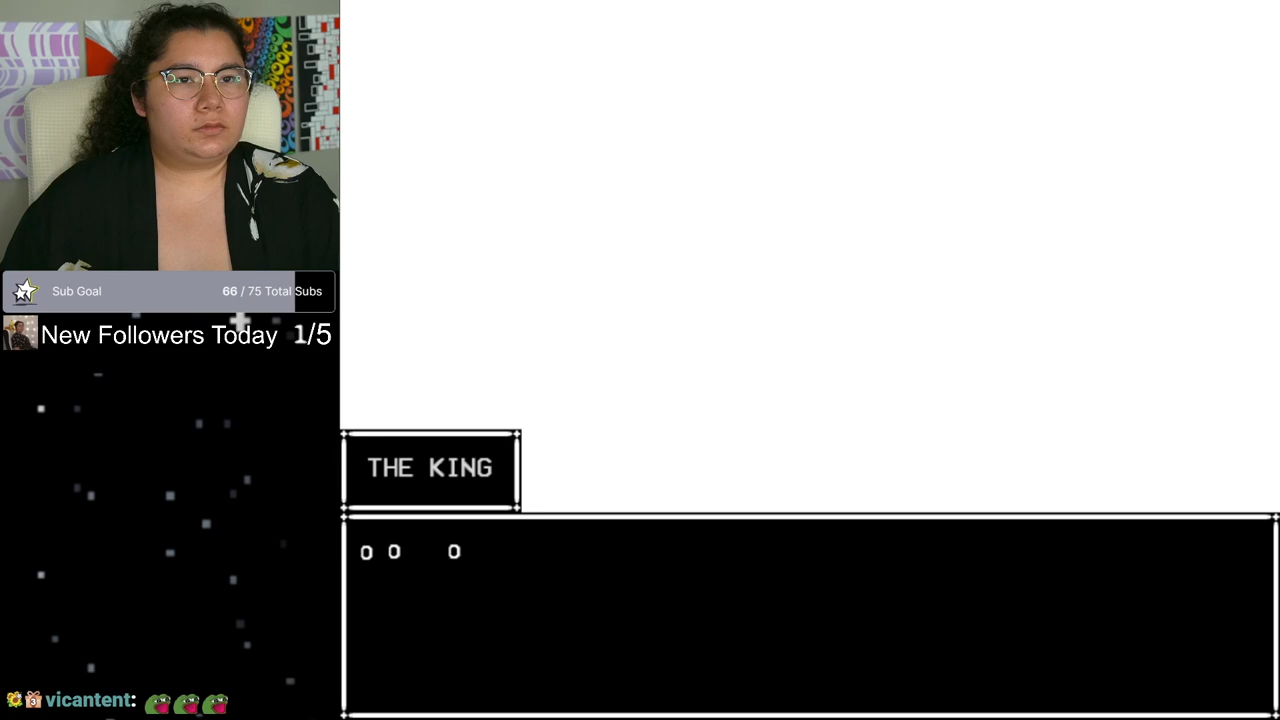 Sub Goal
66 / 75 Total Subs
New Followers Today 1/5
THE KING
o o o
vicantent: